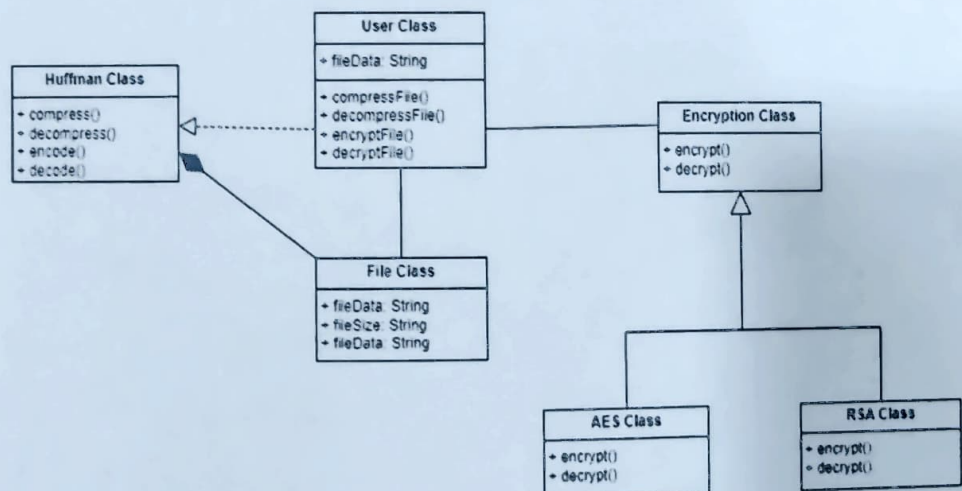 User Class
+ fileData: String
+ compressFile()
+ decompressFile()
+ encryptFile()
+ decryptFile()
Huffman Class
+ compress()
+ decompress()
+ encode()
+ decode()
Encryption Class
+ encrypt()
+ decrypt()
File Class
+ fileData: String
+ fileSize: String
+ fileData: String
AES Class
+ encrypt()
+ decrypt()
RSA Class
+ encrypt()
+ decrypt()